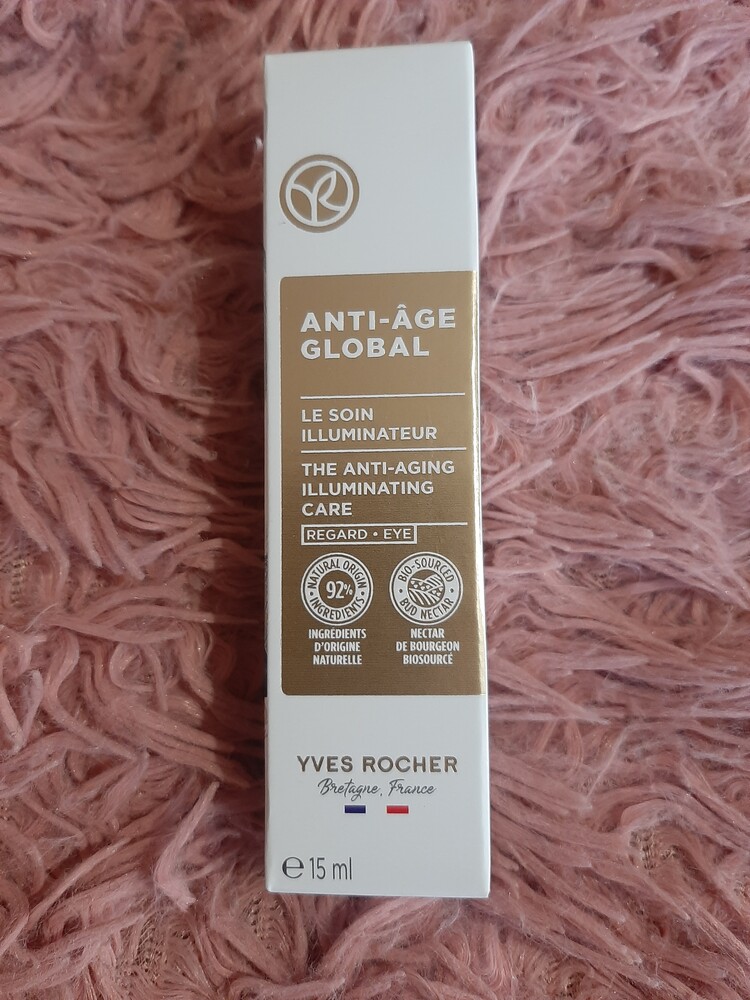 ANTI-ÂGE
GLOBAL
LE SOIN
ILLUMINATEUR
THE ANTI-AGING
ILLUMINATING
CARE
REGARD • EYE
NATURAL ORIGIN
92%
INGREDIENTS
INGRÉDIENTS
D'ORIGINE
NATURELLE
BIO-SOURCED
BUD NECTAR
NECTAR
DE BOURGEON
BIOSOURCÉ
YVES ROCHER
Bretagne, France
℮ 15 ml